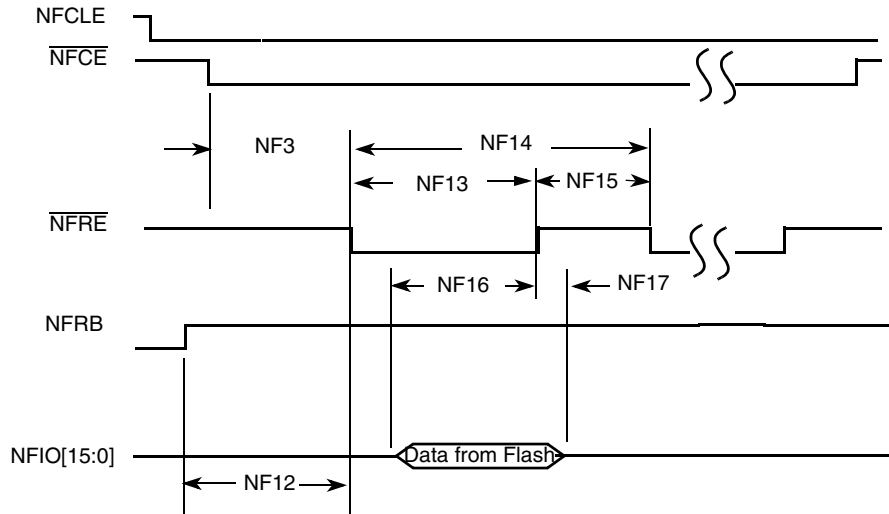 NFCLE
NFCE
NF3
NF14
NF13
NF15
NFRE
NF16
NF17
NFRB
NFIO[15:0]
Data from Flash
NF12